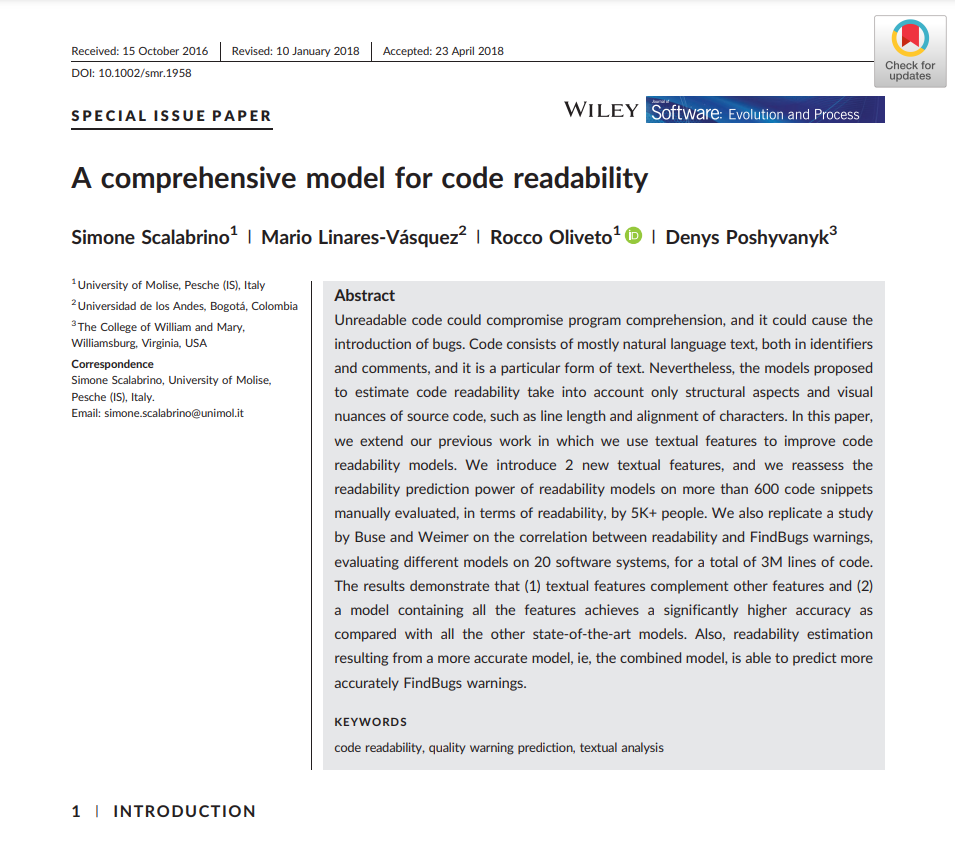 Received: 15 October 2016 | Revised: 10 January 2018 | Accepted: 23 April 2018
DOI: 10.1002/smr.1958
Check for
updates
SPECIAL ISSUE PAPER
WILEY
Journal of
Software: Evolution and Process
A comprehensive model for code readability
Simone Scalabrino1 | Mario Linares-Vásquez2 | Rocco Oliveto1 iD | Denys Poshyvanyk3
1 University of Molise, Pesche (IS), Italy
2 Universidad de los Andes, Bogotá, Colombia
3 The College of William and Mary,
Williamsburg, Virginia, USA
Correspondence
Simone Scalabrino, University of Molise,
Pesche (IS), Italy.
Email: simone.scalabrino@unimol.it
Abstract
Unreadable code could compromise program comprehension, and it could cause the
introduction of bugs. Code consists of mostly natural language text, both in identifiers
and comments, and it is a particular form of text. Nevertheless, the models proposed
to estimate code readability take into account only structural aspects and visual
nuances of source code, such as line length and alignment of characters. In this paper,
we extend our previous work in which we use textual features to improve code
readability models. We introduce 2 new textual features, and we reassess the
readability prediction power of readability models on more than 600 code snippets
manually evaluated, in terms of readability, by 5K+ people. We also replicate a study
by Buse and Weimer on the correlation between readability and FindBugs warnings,
evaluating different models on 20 software systems, for a total of 3M lines of code.
The results demonstrate that (1) textual features complement other features and (2)
a model containing all the features achieves a significantly higher accuracy as
compared with all the other state-of-the-art models. Also, readability estimation
resulting from a more accurate model, ie, the combined model, is able to predict more
accurately FindBugs warnings.
KEYWORDS
code readability, quality warning prediction, textual analysis
1 | INTRODUCTION